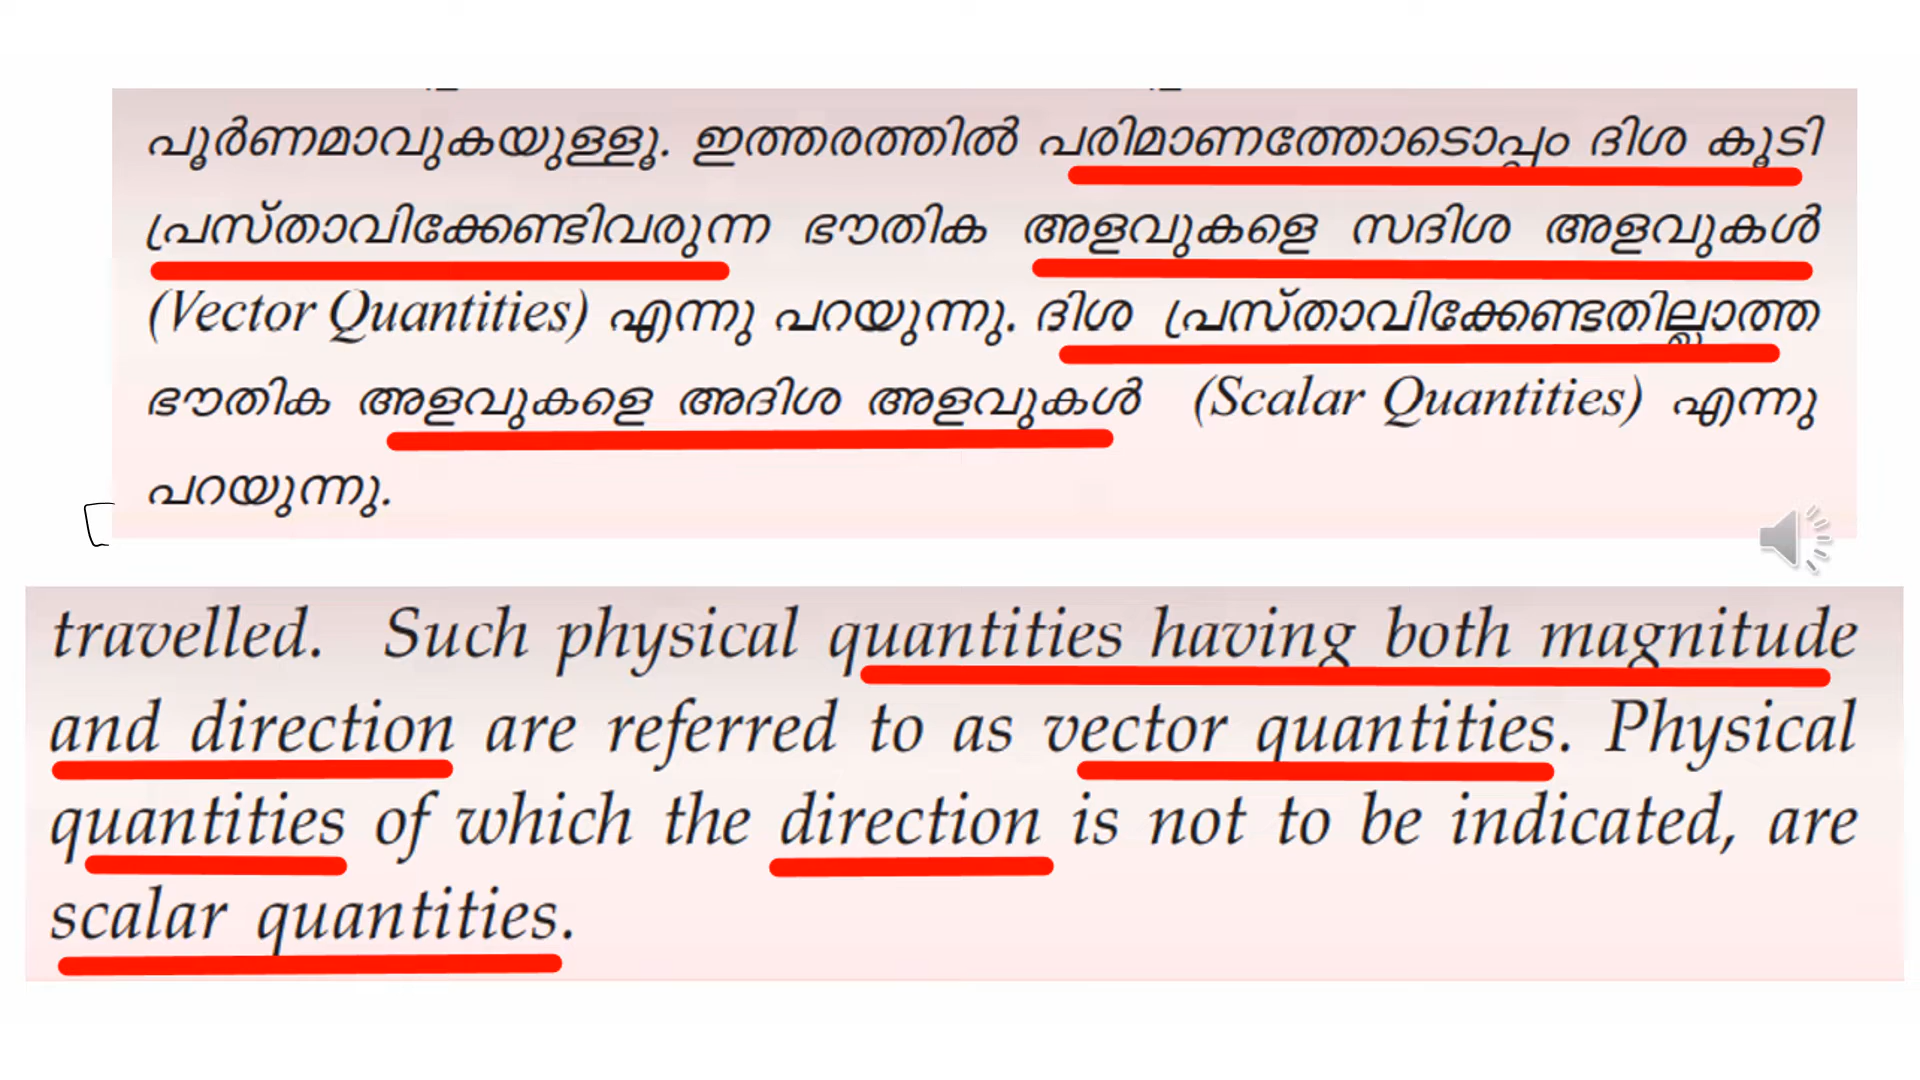 പൂർണമാവുകയുള്ളൂ. ഇത്തരത്തിൽ പരിമാണത്തോടൊപ്പം ദിശ കൂടി
പ്രസ്താവിക്കേണ്ടിവരുന്ന ഭൗതിക അളവുകളെ സദിശ അളവുകൾ
(Vector Quantities) എന്നു പറയുന്നു. ദിശ പ്രസ്താവിക്കേണ്ടതില്ലാത്ത
ഭൗതിക അളവുകളെ അദിശ അളവുകൾ (Scalar Quantities) എന്നു
പറയുന്നു.
travelled. Such physical quantities having both magnitude
and direction are referred to as vector quantities. Physical
quantities of which the direction is not to be indicated, are
scalar quantities.